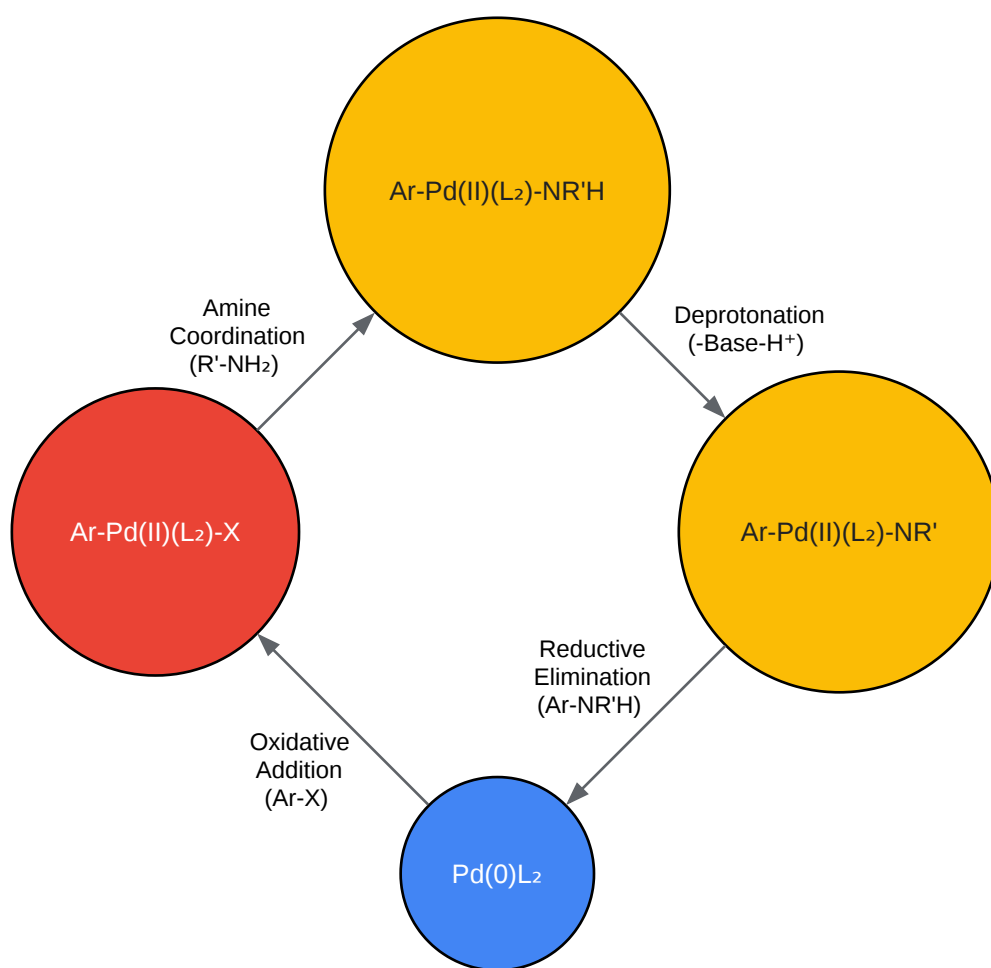 Ar-Pd(II)(L₂)-NR'H
Amine
Coordination
(R'-NH₂)
Deprotonation
(-Base-H⁺)
Ar-Pd(II)(L₂)-X
Ar-Pd(II)(L₂)-NR'
Reductive
Elimination
(Ar-NR'H)
Oxidative
Addition
(Ar-X)
Pd(0)L₂